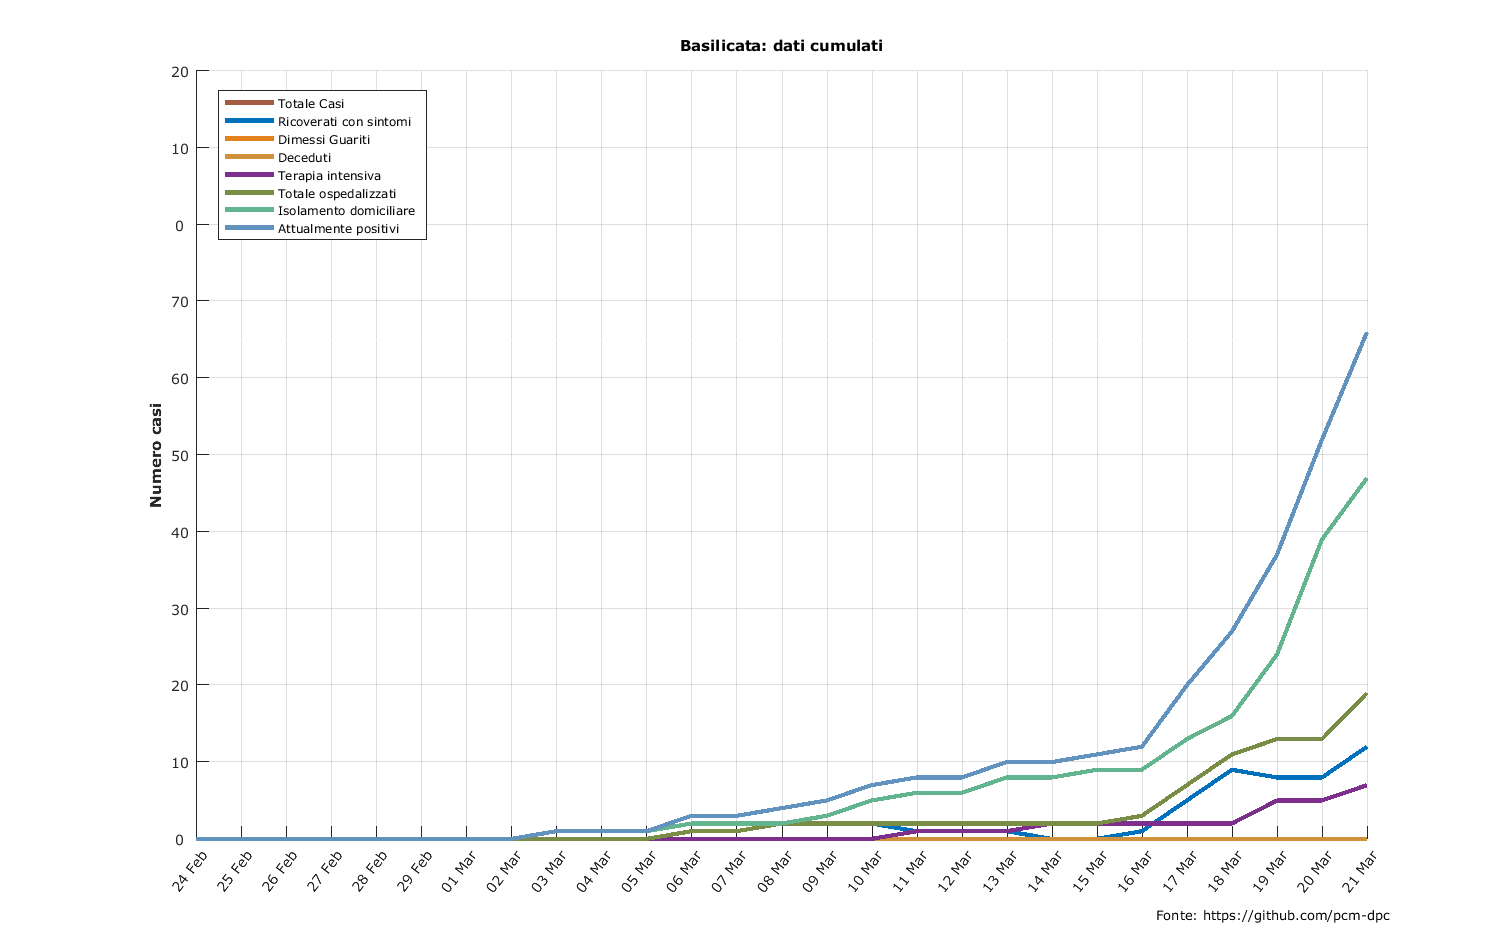 Basilicata: dati cumulati
20
10
0
70
60
50
40
30
20
10
0
Numero casi
Totale Casi
Ricoverati con sintomi
Dimessi Guariti
Deceduti
Terapia intensiva
Totale ospedalizzati
Isolamento domiciliare
Attualmente positivi
24 Feb
25 Feb
26 Feb
27 Feb
28 Feb
29 Feb
01 Mar
02 Mar
03 Mar
04 Mar
05 Mar
06 Mar
07 Mar
08 Mar
09 Mar
10 Mar
11 Mar
12 Mar
13 Mar
14 Mar
15 Mar
16 Mar
17 Mar
18 Mar
19 Mar
20 Mar
21 Mar
Fonte: https://github.com/pcm-dpc